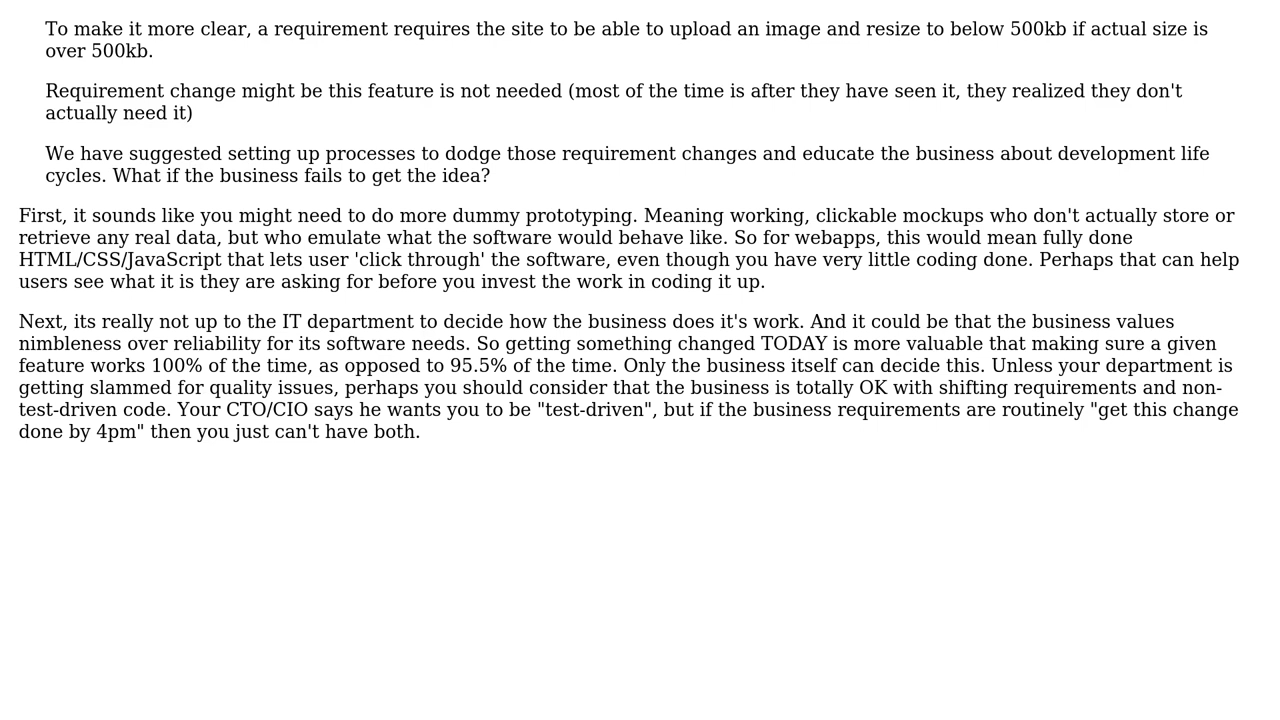 To make it more clear, a requirement requires the site to be able to upload an image and resize to below 500kb if actual size is
over 500kb.
Requirement change might be this feature is not needed (most of the time is after they have seen it, they realized they don't
actually need it)
We have suggested setting up processes to dodge those requirement changes and educate the business about development life
cycles. What if the business fails to get the idea?
First, it sounds like you might need to do more dummy prototyping. Meaning working, clickable mockups who don't actually store or
retrieve any real data, but who emulate what the software would behave like. So for webapps, this would mean fully done
HTML/CSS/JavaScript that lets user 'click through' the software, even though you have very little coding done. Perhaps that can help
users see what it is they are asking for before you invest the work in coding it up.
Next, its really not up to the IT department to decide how the business does it's work. And it could be that the business values
nimbleness over reliability for its software needs. So getting something changed TODAY is more valuable that making sure a given
feature works 100% of the time, as opposed to 95.5% of the time. Only the business itself can decide this. Unless your department is
getting slammed for quality issues, perhaps you should consider that the business is totally OK with shifting requirements and non-
test-driven code. Your CTO/CIO says he wants you to be "test-driven", but if the business requirements are routinely "get this change
done by 4pm" then you just can't have both.